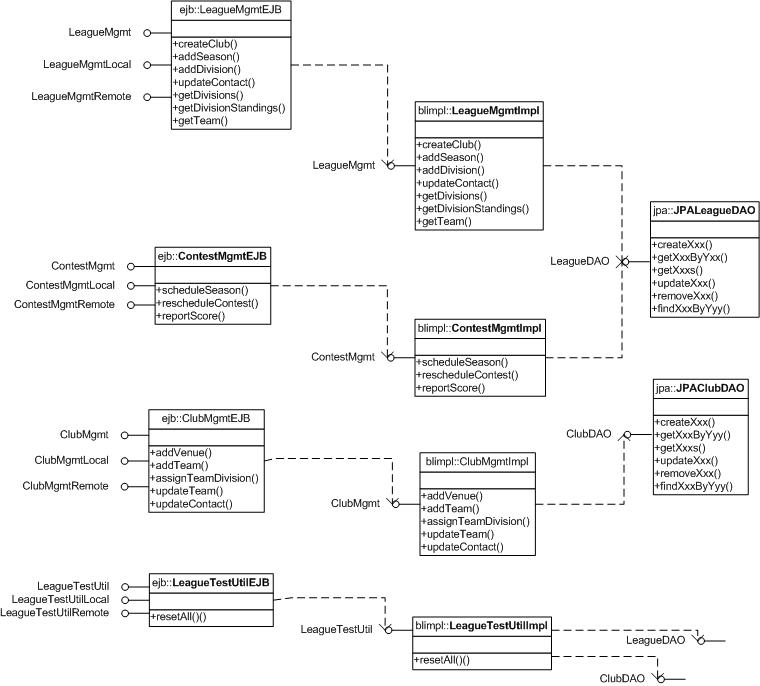 ejb::LeagueMgmtEJB
LeagueMgmt
LeagueMgmtLocal
LeagueMgmtRemote
+createClub()
+addSeason()
+addDivision()
+updateContact()
+getDivisions()
+getDivisionStandings()
+getTeam()
blimpl::LeagueMgmtImpl
+createClub()
+addSeason()
+addDivision()
+updateContact()
+getDivisions()
+getDivisionStandings()
+getTeam()
LeagueMgmt
jpa::JPALeagueDAO
+createXxx()
+getXxxByYxx()
+getXxxs()
+updateXxx()
+removeXxx()
+findXxxByYyy()
LeagueDAO
ejb::ContestMgmtEJB
ContestMgmt
ContestMgmtLocal
ContestMgmtRemote
+scheduleSeason()
+rescheduleContest()
+reportScore()
blimpl::ContestMgmtImpl
ContestMgmt
+scheduleSeason()
+rescheduleContest()
+reportScore()
jpa::JPAClubDAO
+createXxx()
+getXxxByYyy()
+getXxxs()
+updateXxx()
+removeXxx()
+findXxxByYyy()
ClubDAO
ejb::ClubMgmtEJB
ClubMgmt
ClubMgmtLocal
ClubMgmtRemote
+addVenue()
+addTeam()
+assignTeamDivision()
+updateTeam()
+updateContact()
blimpl::ClubMgmtImpl
ClubMgmt
+addVenue()
+addTeam()
+assignTeamDivision()
+updateTeam()
+updateContact()
ejb::LeagueTestUtilEJB
LeagueTestUtil
LeagueTestUtilLocal
LeagueTestUtilRemote
+resetAll()()
blimpl::LeagueTestUtilImpl
LeagueTestUtil
+resetAll()()
LeagueDAO
ClubDAO